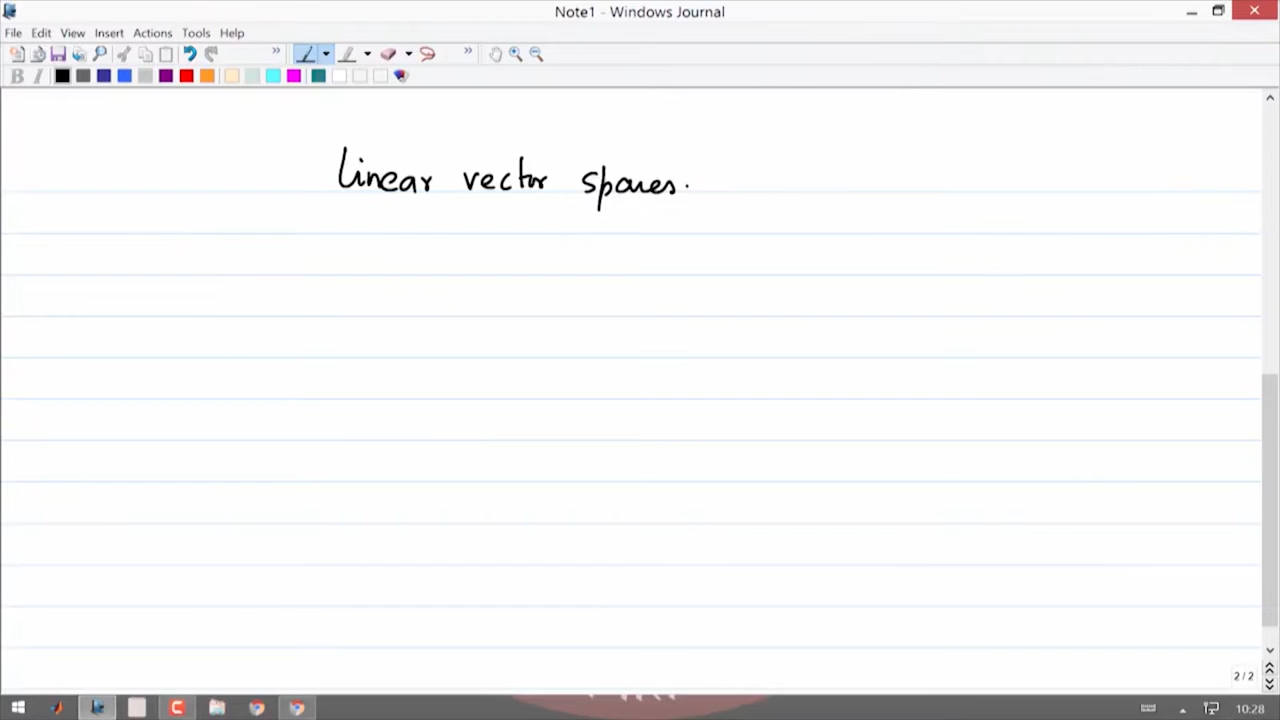 Note1 - Windows Journal
File Edit View Insert Actions Tools Help
B I
linear vector spaces.
2 / 2
10:28